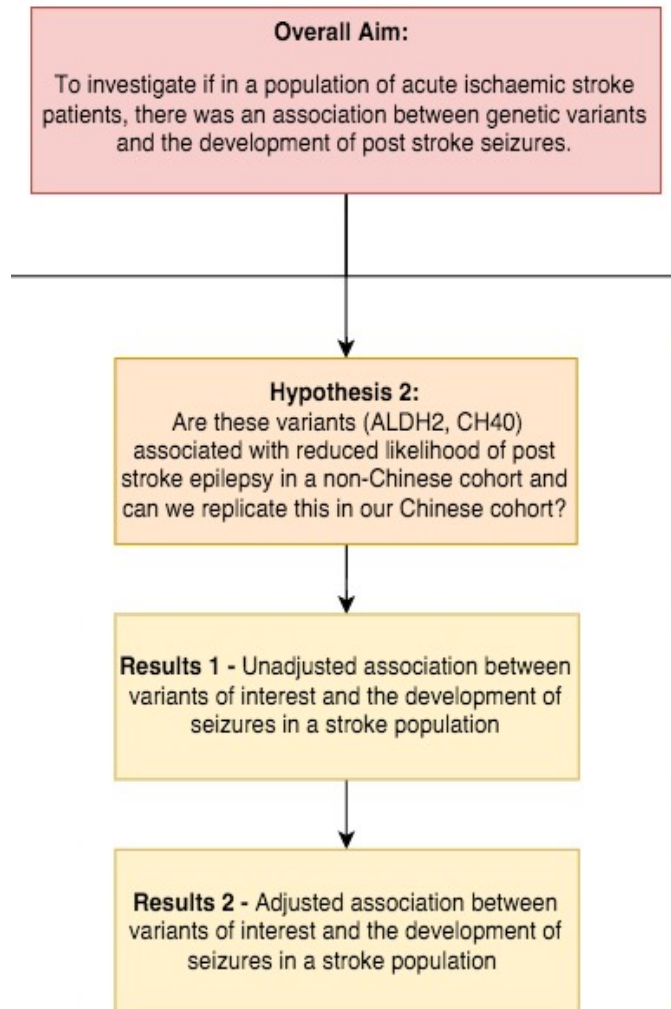 Overall Aim:
To investigate if in a population of acute ischaemic stroke
patients, there was an association between genetic variants
and the development of post stroke seizures.
Hypothesis 2:
Are these variants (ALDH2, CH40)
associated with reduced likelihood of post
stroke epilepsy in a non-Chinese cohort and
can we replicate this in our Chinese cohort?
Results 1 - Unadjusted association between
variants of interest and the development of
seizures in a stroke population
Results 2 - Adjusted association between
variants of interest and the development of
seizures in a stroke population